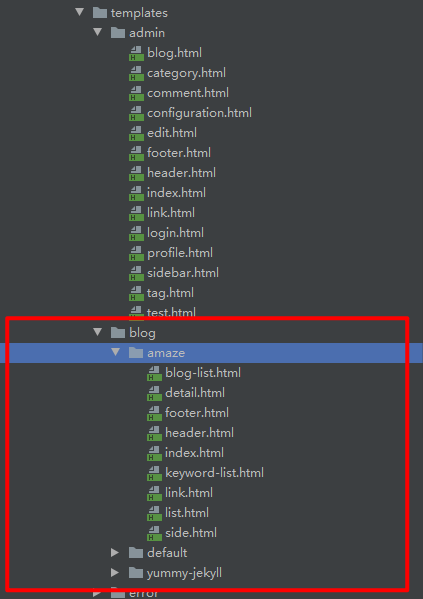 templates
admin
blog.html
category.html
comment.html
configuration.html
edit.html
footer.html
header.html
index.html
link.html
login.html
profile.html
sidebar.html
tag.html
test.html
blog
amaze
blog-list.html
detail.html
footer.html
header.html
index.html
keyword-list.html
link.html
list.html
side.html
default
yummy-jekyll
error